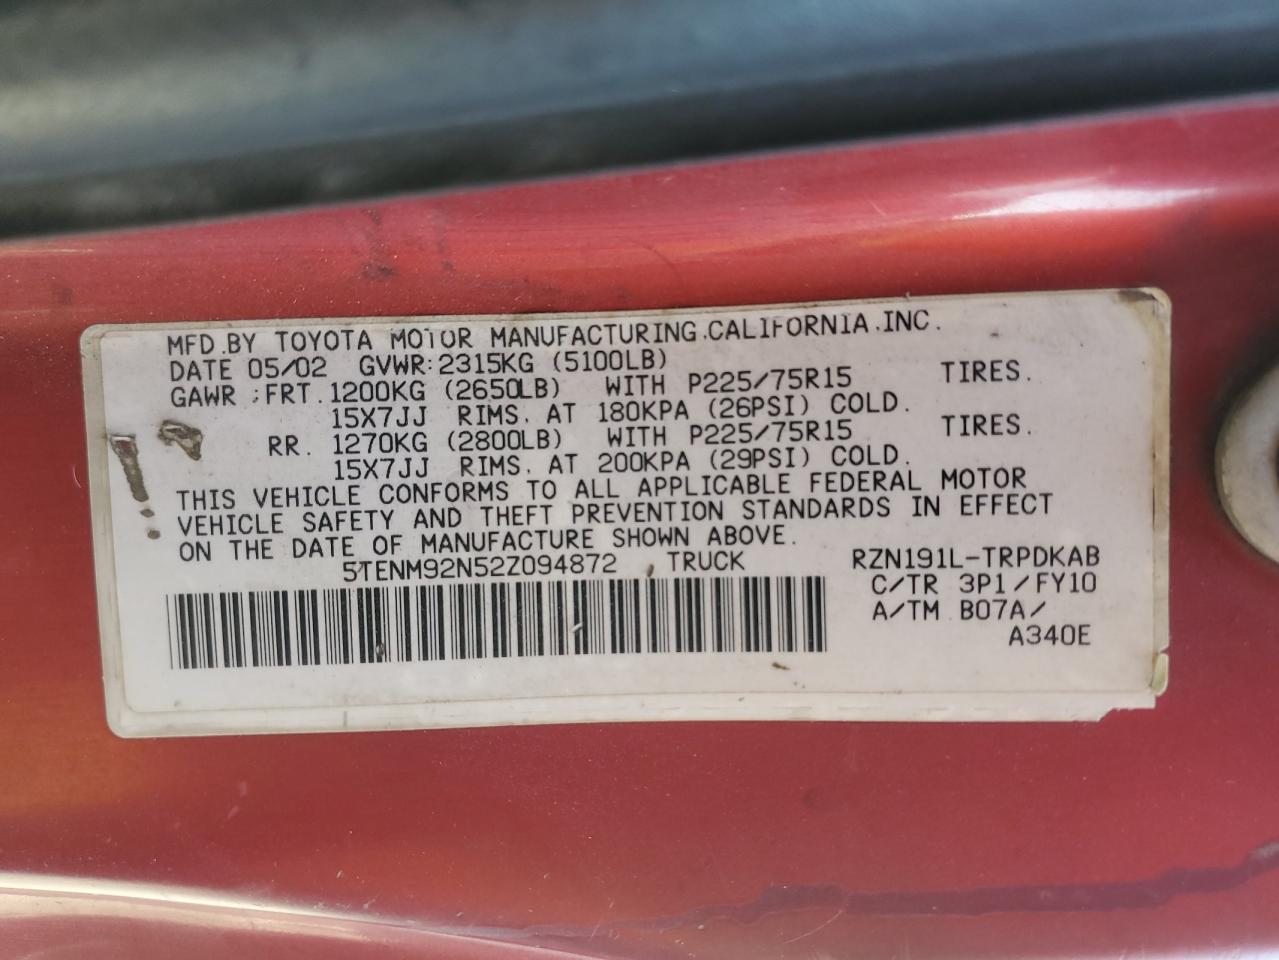 MFD.BY TOYOTA MOTOR MANUFACTURING.CALIFORNIA.INC.
DATE 05/02 GVWR:2315KG (5100LB)
GAWR:FRT. 1200KG (2650LB) WITH P225/75R15 TIRES.
15X7JJ RIMS. AT 180KPA (26PSI) COLD.
RR. 1270KG (2800LB) WITH P225/75R15 TIRES.
15X7JJ RIMS. AT 200KPA (29PSI) COLD.
THIS VEHICLE CONFORMS TO ALL APPLICABLE FEDERAL MOTOR
VEHICLE SAFETY AND THEFT PREVENTION STANDARDS IN EFFECT
ON THE DATE OF MANUFACTURE SHOWN ABOVE.
5TENM92N52Z094872 TRUCK RZN191L-TRPDKAB
C/TR 3P1/FY10
A/TM B07A/
A340E